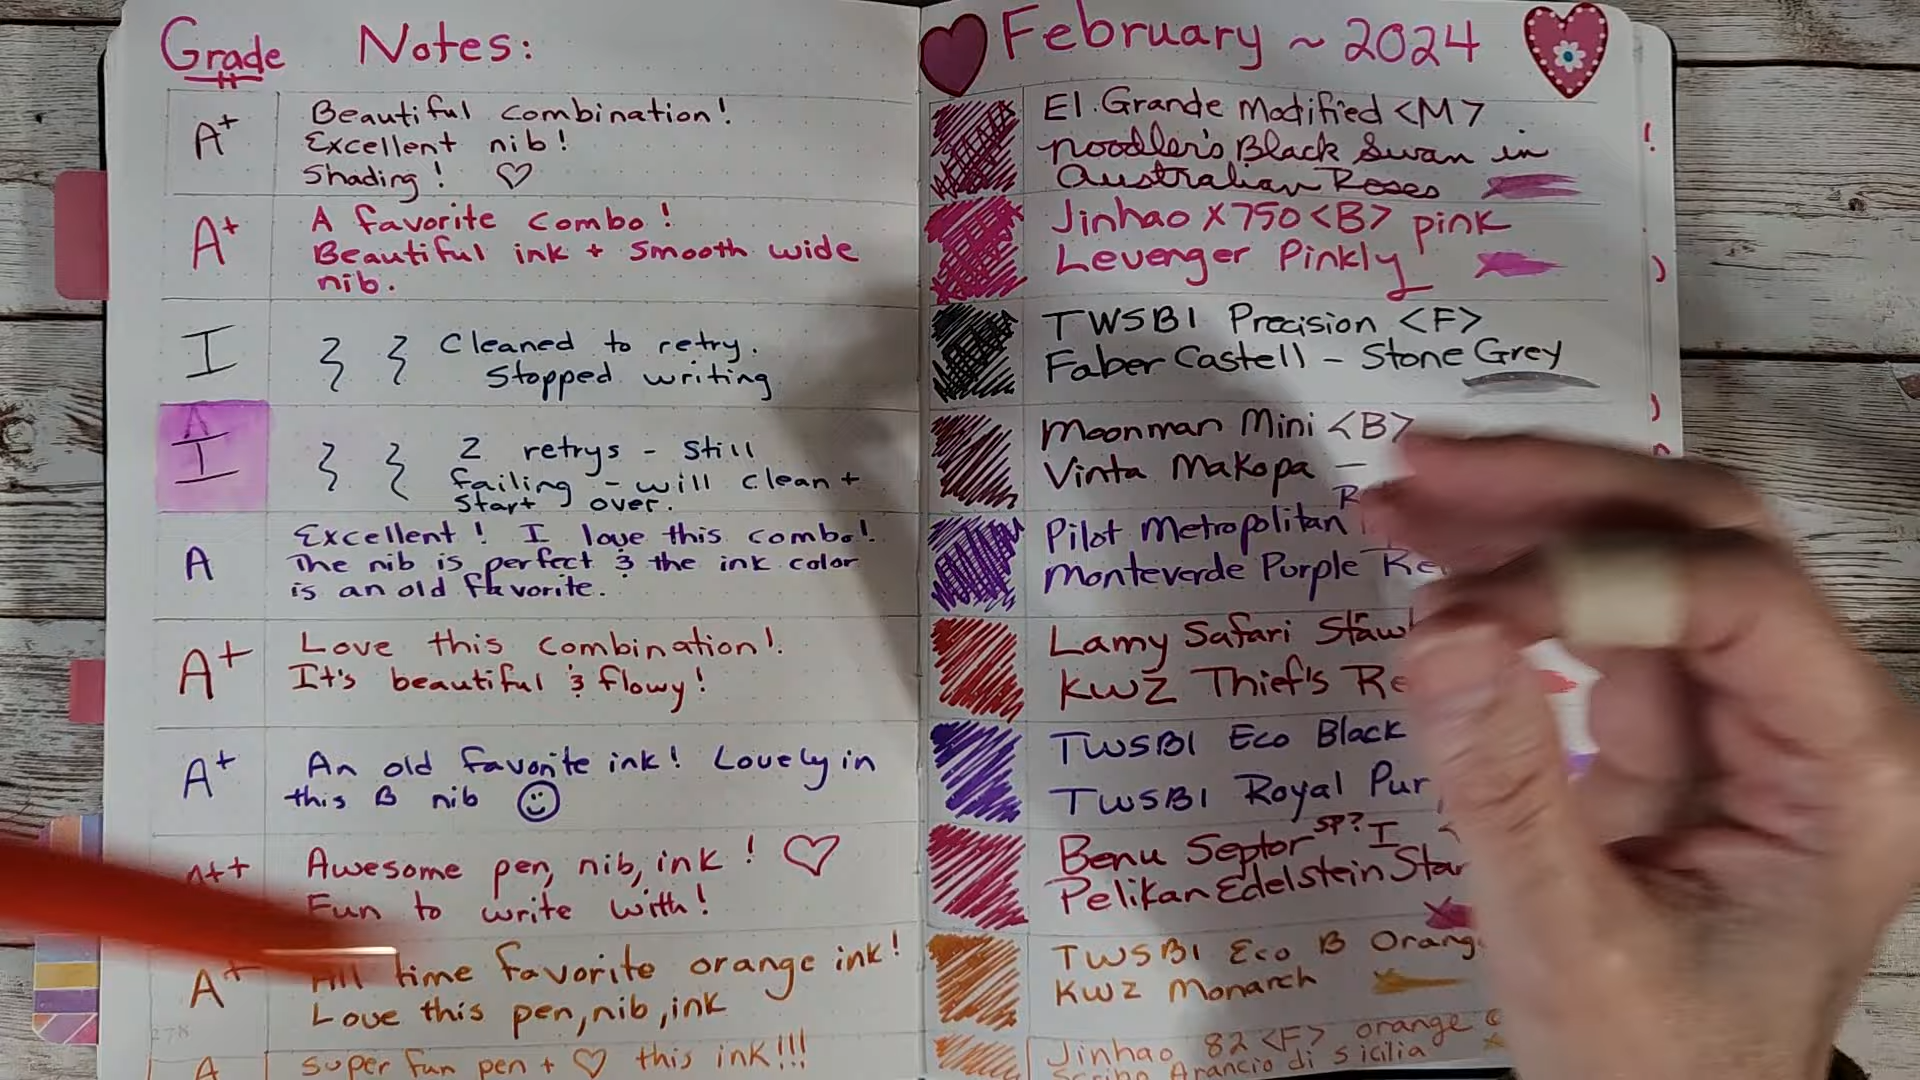 Grade Notes:
A+ Beautiful combination!
Excellent nib!
Shading!
A+ A favorite combo!
Beautiful ink + smooth wide
nib.
I Cleaned to retry.
Stopped writing
A
I 2 retrys - still
failing - will clean +
start over.
A Excellent! I love this combo!
The nib is perfect & the ink color
is an old favorite.
A+ Love this combination!
It's beautiful & flowy!
A+ An old favorite ink! Lovely in
this B nib
Awesome pen, nib, ink!
Fun to write with!
A+ All time favorite orange ink!
Love this pen, nib, ink
A super fun pen + this ink!!!
278
February ~ 2024
El Grande Modified <M>
noodler's Black Swan in
Australian Roses
Jinhao X750 <B> pink
Levenger Pinkly
TWSBI Precision <F>
Faber Castell - Stone Grey
Moonman Mini <B>
Vinta Makopa -
Pilot Metropolitan
Monteverde Purple
Lamy Safari
KWZ Thief's
TWSBI Eco Black
TWSBI Royal
Benu Septor SP? I
Pelikan Edelstein
TWSBI Eco B
KWZ Monarch
Jinhao 82 <F> orange
Scribo Arancio di Sicilia